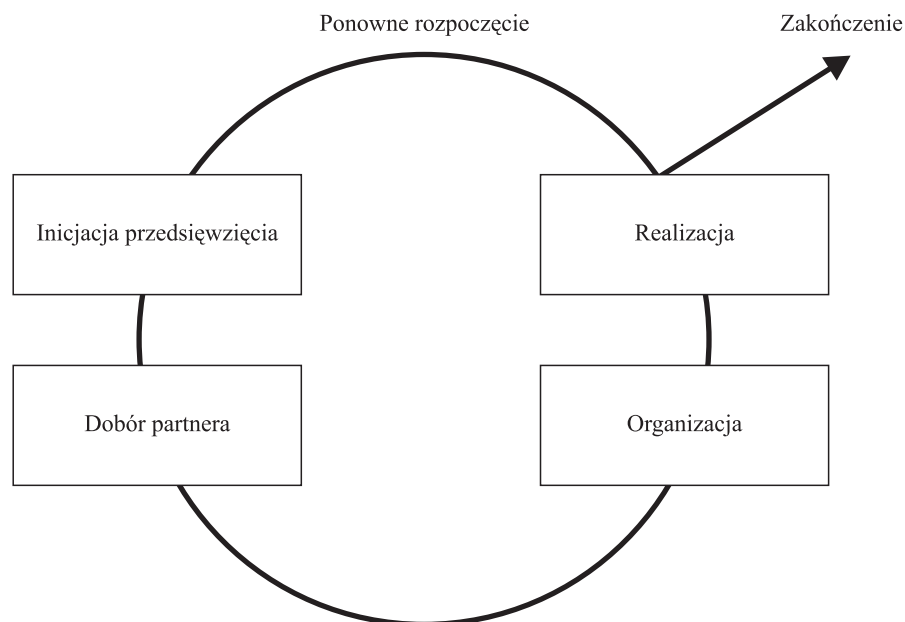 Ponowne rozpoczęcie
Zakończenie
Inicjacja przedsięwzięcia
Realizacja
Dobór partnera
Organizacja